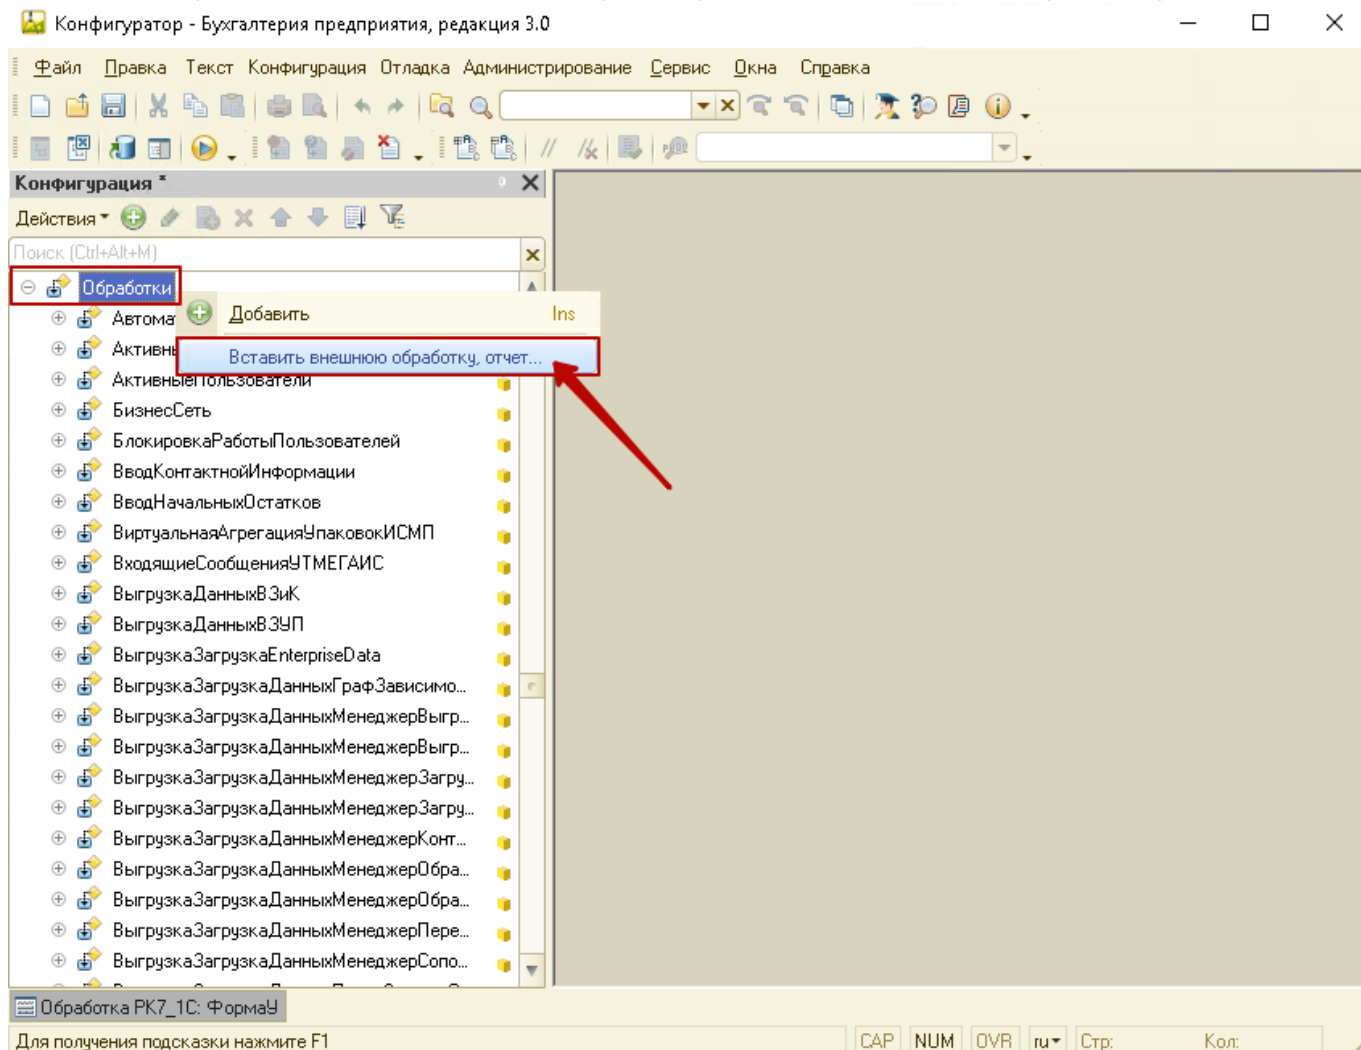 Конфигуратор - Бухгалтерия предприятия, редакция 3.0
Файл Правка Текст Конфигурация Отладка Администрирование Сервис Окна Справка
Конфигурация *
Действия
Поиск (Ctrl+Alt+M)
Обработки
Добавить Ins
Автомат
Вставить внешнюю обработку, отчет...
Активны
АктивныеПользователи
БизнесСеть
БлокировкаРаботыПользователей
ВводКонтактнойИнформации
ВводНачальныхОстатков
ВиртуальнаяАгрегацияУпаковокИСМП
ВходящиеСообщенияУТМЕГАИС
ВыгрузкаДанныхВЗиК
ВыгрузкаДанныхВЗУП
ВыгрузкаЗагрузкаEnterpriseData
ВыгрузкаЗагрузкаДанныхГрафЗависимо...
ВыгрузкаЗагрузкаДанныхМенеджерВыгр...
ВыгрузкаЗагрузкаДанныхМенеджерВыгр...
ВыгрузкаЗагрузкаДанныхМенеджерЗагру...
ВыгрузкаЗагрузкаДанныхМенеджерЗагру...
ВыгрузкаЗагрузкаДанныхМенеджерКонт...
ВыгрузкаЗагрузкаДанныхМенеджерОбра...
ВыгрузкаЗагрузкаДанныхМенеджерОбра...
ВыгрузкаЗагрузкаДанныхМенеджерПере...
ВыгрузкаЗагрузкаДанныхМенеджерСопо...
Обработка РК7_1С: ФормаУ
Для получения подсказки нажмите F1 CAP NUM OVR ru Стр: Кол: